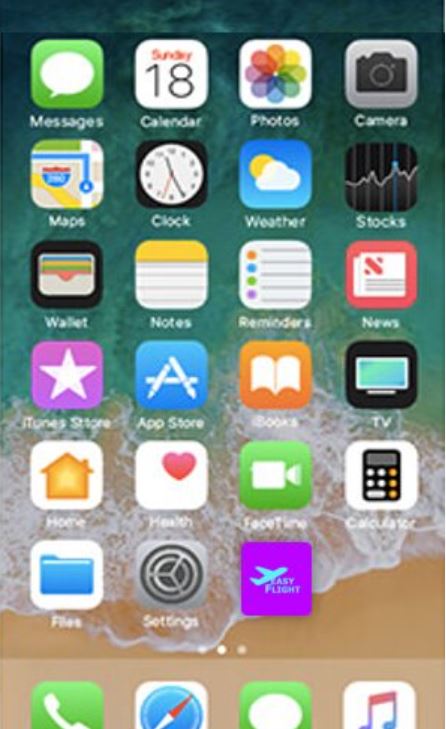 Sunday
18
Messages Calendar Photos Camera
Maps Clock Weather Stocks
280
Wallet Notes Reminders News
iTunes Sttore App Store iBooks TV
Home Health FaceTime Calculator
EASY
FLIGHT
Files Settings